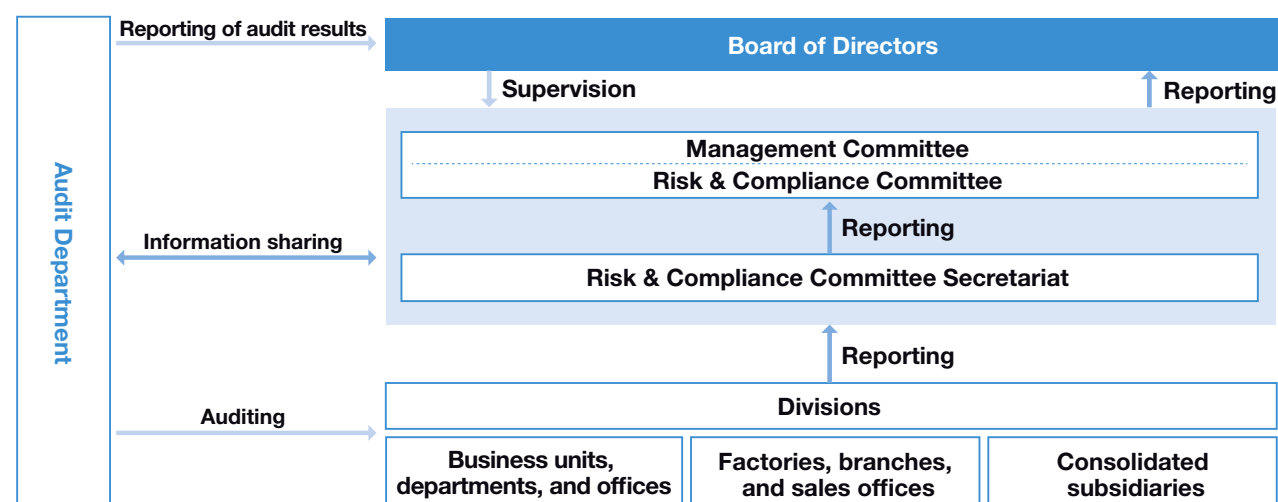 Reporting of audit results
Board of Directors
Supervision
Reporting
Management Committee
Risk & Compliance Committee
Reporting
Audit Department
Information sharing
Risk & Compliance Committee Secretariat
Reporting
Divisions
Auditing
Business units,
departments, and offices
Factories, branches,
and sales offices
Consolidated
subsidiaries